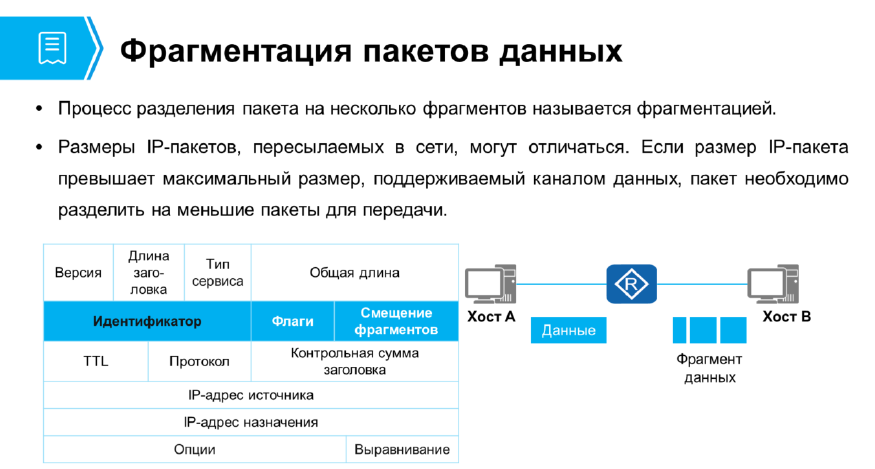 Фрагментация пакетов данных
• Процесс разделения пакета на несколько фрагментов называется фрагментацией.
• Размеры IP-пакетов, пересылаемых в сети, могут отличаться. Если размер IP-пакета
превышает максимальный размер, поддерживаемый каналом данных, пакет необходимо
разделить на меньшие пакеты для передачи.
Версия
Длина
заго-
ловка
Тип
сервиса
Общая длина
Идентификатор
Флаги
Смещение
фрагментов
TTL
Протокол
Контрольная сумма
заголовка
IP-адрес источника
IP-адрес назначения
Опции
Выравнивание
Хост A
R
Хост B
Данные
Фрагмент
данных